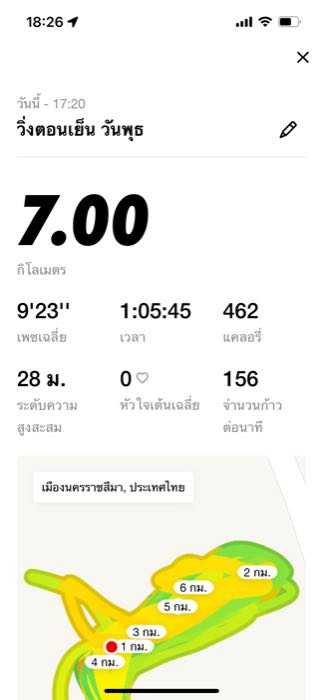 18:26
วันนี้ - 17:20
วิ่งตอนเย็น วันพุธ
7.00
กิโลเมตร
9'23'' 1:05:45 462
เพซเฉลี่ย เวลา แคลอรี่
28 ม. 0 156
ระดับความ หัวใจเต้นเฉลี่ย จำนวนก้าว
สูงสะสม ต่อนาที
เมืองนครราชสีมา, ประเทศไทย
2 กม.
6 กม.
5 กม.
3 กม.
1 กม.
4 กม.